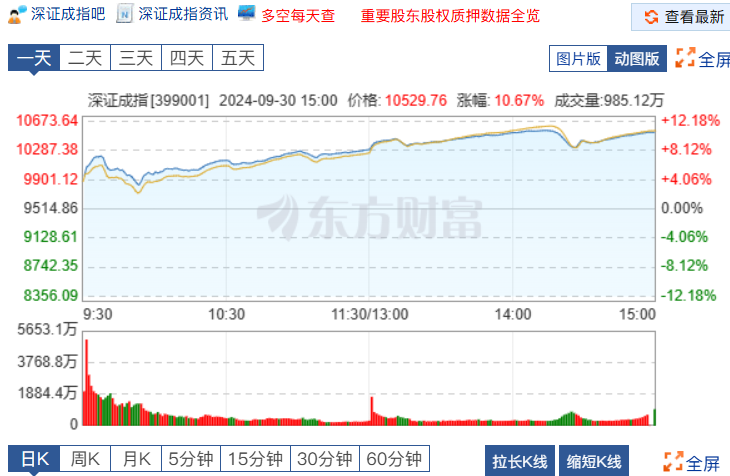 深证成指吧 深证成指资讯 多空每天查 重要股东股权质押数据全览 查看最新
一天 二天 三天 四天 五天 图片版 动图版 全屏
深证成指[399001] 2024-09-30 15:00 价格: 10529.76 涨幅: 10.67% 成交量:985.12万
10673.64 +12.18%
10287.38 +8.12%
9901.12 +4.06%
9514.86 0.00%
东方财富
9128.61 -4.06%
8742.35 -8.12%
8356.09 -12.18%
9:30 10:30 11:30/13:00 14:00 15:00
5653.1万
3768.8万
1884.4万
0
日K 周K 月K 5分钟 15分钟 30分钟 60分钟 拉长K线 缩短K线 全屏